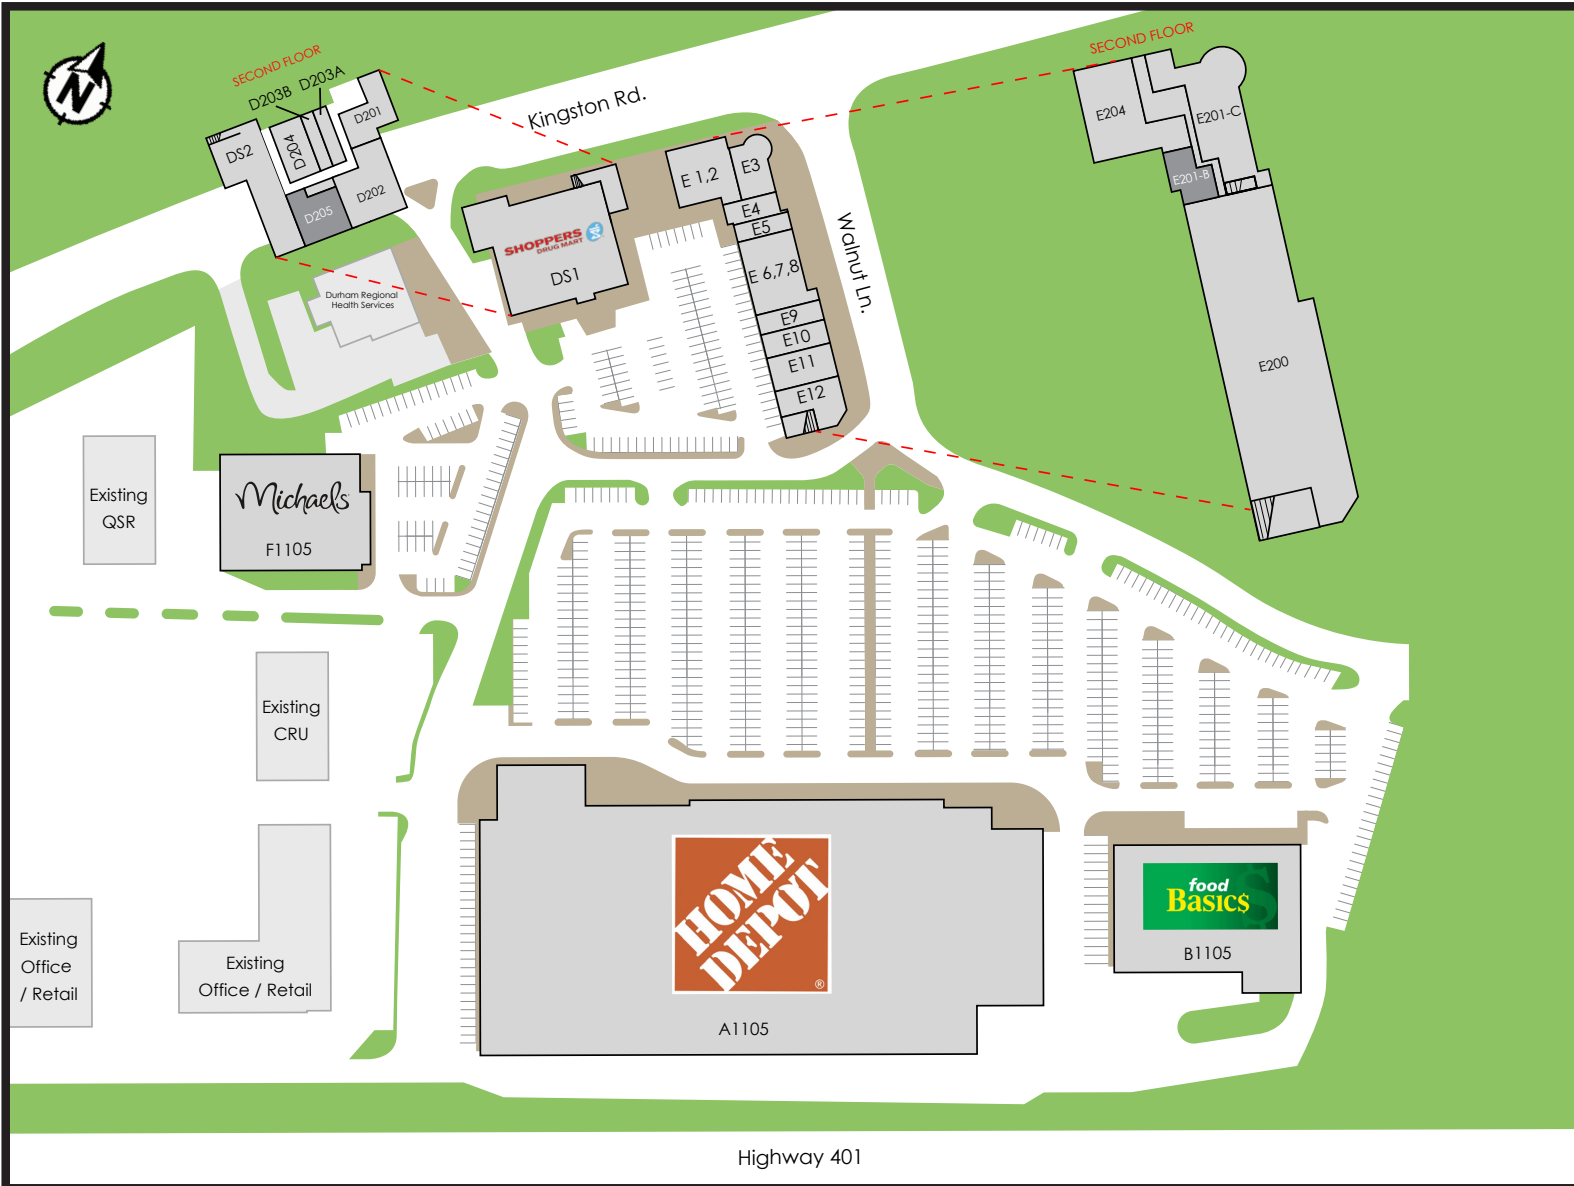 N
SECOND FLOOR
D203B
D203A
D201
D204
DS2
D202
D205
Kingston Rd.
SECOND FLOOR
E204
E201-C
E201-B
E200
Durham Regional
Health Services
SHOPPERS
DRUG MART
DS1
E 1,2
E3
E4
E5
E 6,7,8
E9
E10
E11
E12
Walnut Ln.
Existing
QSR
Michaels
F1105
Existing
CRU
Existing
Office
/ Retail
Existing
Office / Retail
HOME
DEPOT
®
A1105
food
Basic$
B1105
Highway 401